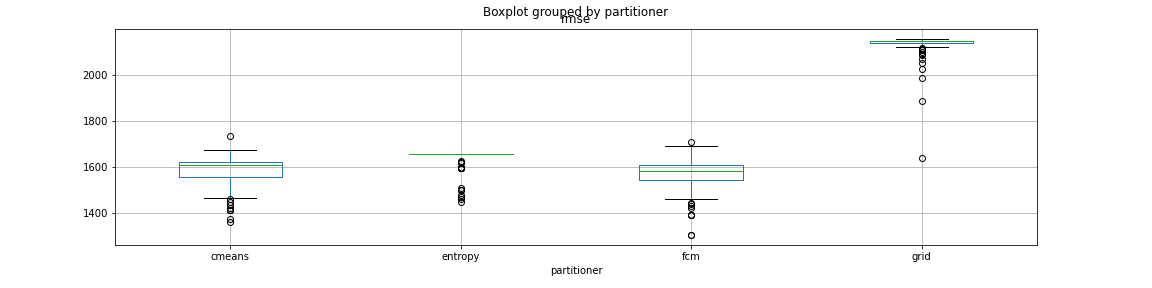 Boxplot grouped by partitioner
rmse
2000
1800
1600
1400
cmeans entropy fcm grid
partitioner